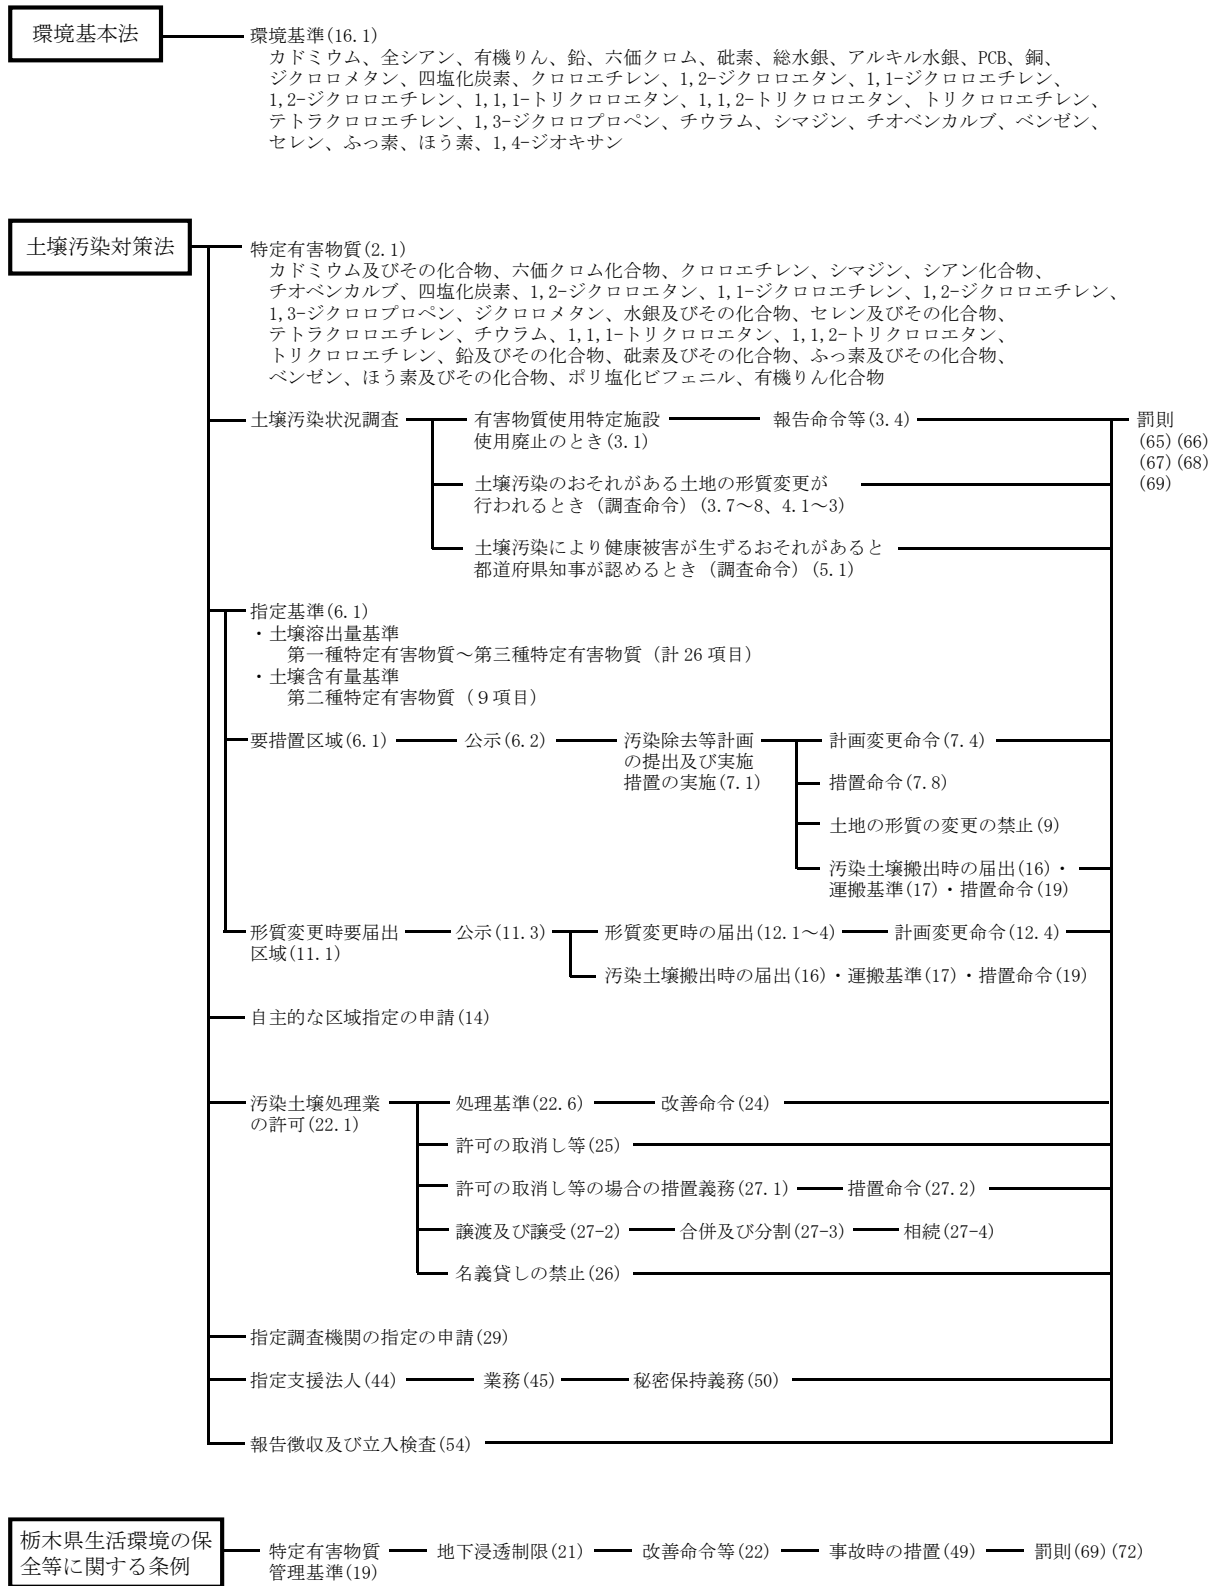 環境基本法
環境基準(16.1)
カドミウム、全シアン、有機りん、鉛、六価クロム、砒素、総水銀、アルキル水銀、PCB、銅、
ジクロロメタン、四塩化炭素、クロロエチレン、1,2-ジクロロエタン、1,1-ジクロロエチレン、
1,2-ジクロロエチレン、1,1,1-トリクロロエタン、1,1,2-トリクロロエタン、トリクロロエチレン、
テトラクロロエチレン、1,3-ジクロロプロペン、チウラム、シマジン、チオベンカルブ、ベンゼン、
セレン、ふっ素、ほう素、1,4-ジオキサン
土壌汚染対策法
特定有害物質(2.1)
カドミウム及びその化合物、六価クロム化合物、クロロエチレン、シマジン、シアン化合物、
チオベンカルブ、四塩化炭素、1,2-ジクロロエタン、1,1-ジクロロエチレン、1,2-ジクロロエチレン、
1,3-ジクロロプロペン、ジクロロメタン、水銀及びその化合物、セレン及びその化合物、
テトラクロロエチレン、チウラム、1,1,1-トリクロロエタン、1,1,2-トリクロロエタン、
トリクロロエチレン、鉛及びその化合物、砒素及びその化合物、ふっ素及びその化合物、
ベンゼン、ほう素及びその化合物、ポリ塩化ビフェニル、有機りん化合物
土壌汚染状況調査 有害物質使用特定施設 報告命令等(3.4) 罰則
使用廃止のとき(3.1) (65)(66)
(67)(68)
土壌汚染のおそれがある土地の形質変更が (69)
行われるとき（調査命令）(3.7～8、4.1～3)
土壌汚染により健康被害が生ずるおそれがあると
都道府県知事が認めるとき（調査命令）(5.1)
指定基準(6.1)
・土壌溶出量基準
第一種特定有害物質～第三種特定有害物質（計26項目）
・土壌含有量基準
第二種特定有害物質（９項目）
要措置区域(6.1) 公示(6.2) 汚染除去等計画 計画変更命令(7.4)
の提出及び実施
措置の実施(7.1) 措置命令(7.8)
土地の形質の変更の禁止(9)
汚染土壌搬出時の届出(16)・
運搬基準(17)・措置命令(19)
形質変更時要届出 公示(11.3) 形質変更時の届出(12.1～4) 計画変更命令(12.4)
区域(11.1)
汚染土壌搬出時の届出(16)・運搬基準(17)・措置命令(19)
自主的な区域指定の申請(14)
汚染土壌処理業 処理基準(22.6) 改善命令(24)
の許可(22.1)
許可の取消し等(25)
許可の取消し等の場合の措置義務(27.1) 措置命令(27.2)
譲渡及び譲受(27-2) 合併及び分割(27-3) 相続(27-4)
名義貸しの禁止(26)
指定調査機関の指定の申請(29)
指定支援法人(44) 業務(45) 秘密保持義務(50)
報告徴収及び立入検査(54)
栃木県生活環境の保
全等に関する条例
特定有害物質 地下浸透制限(21) 改善命令等(22) 事故時の措置(49) 罰則(69)(72)
管理基準(19)